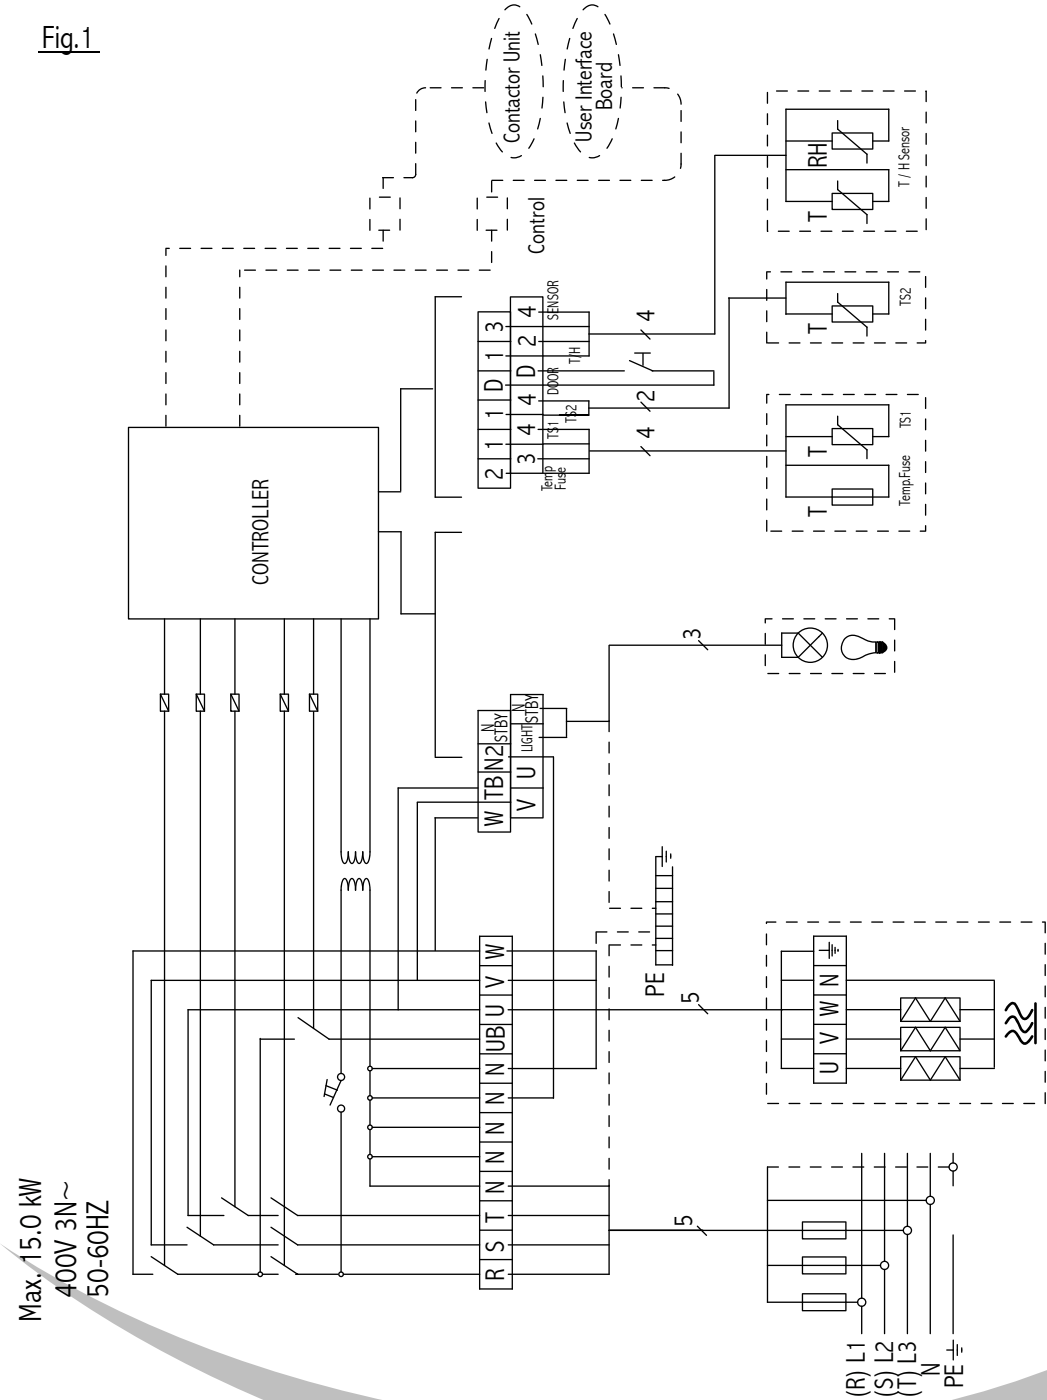 Fig.1
Contactor Unit
User Interface
Board
Control
CONTROLLER
RH
T
T / H Sensor
T
TS2
T
TS1
T
Temp.Fuse
2 1 1 D 1 3
3 4 4 D 2 4
Temp
Fuse
TS1
TS2
DOOR
T/H
SENSOR
4
2
4
3
W TB N2 N
STBY
V U LIGHT N
STBY
R S T N N N N N UB U V W
PE
5
5
U V W N
Max. 15.0 kW
400V 3N~
50-60HZ
(R) L1
(S) L2
(T) L3
N
PE